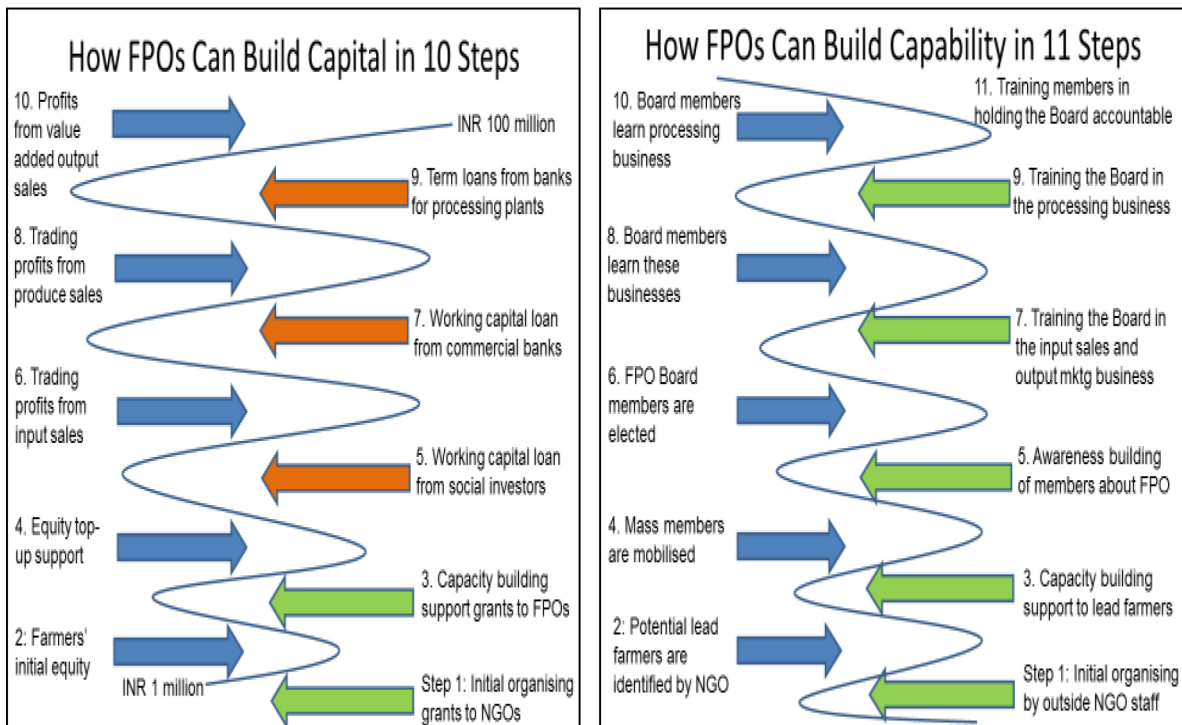 How FPOs Can Build Capital in 10 Steps
10. Profits
from value
added output
sales
INR 100 million
9. Term loans from banks
for processing plants
8. Trading
profits from
produce sales
7. Working capital loan
from commercial banks
6. Trading
profits from
input sales
5. Working capital loan
from social investors
4. Equity top-
up support
3. Capacity building
support grants to FPOs
2: Farmers'
initial equity
INR 1 million
Step 1: Initial organising
grants to NGOs
How FPOs Can Build Capability in 11 Steps
11. Training members in
holding the Board accountable
10. Board members
learn processing
business
9. Training the Board in
the processing business
8. Board members
learn these
businesses
7. Training the Board in
the input sales and
output mktg business
6. FPO Board
members are
elected
5. Awareness building
of members about FPO
4. Mass members
are mobilised
3. Capacity building
support to lead farmers
2: Potential lead
farmers are
identified by NGO
Step 1: Initial organising
by outside NGO staff